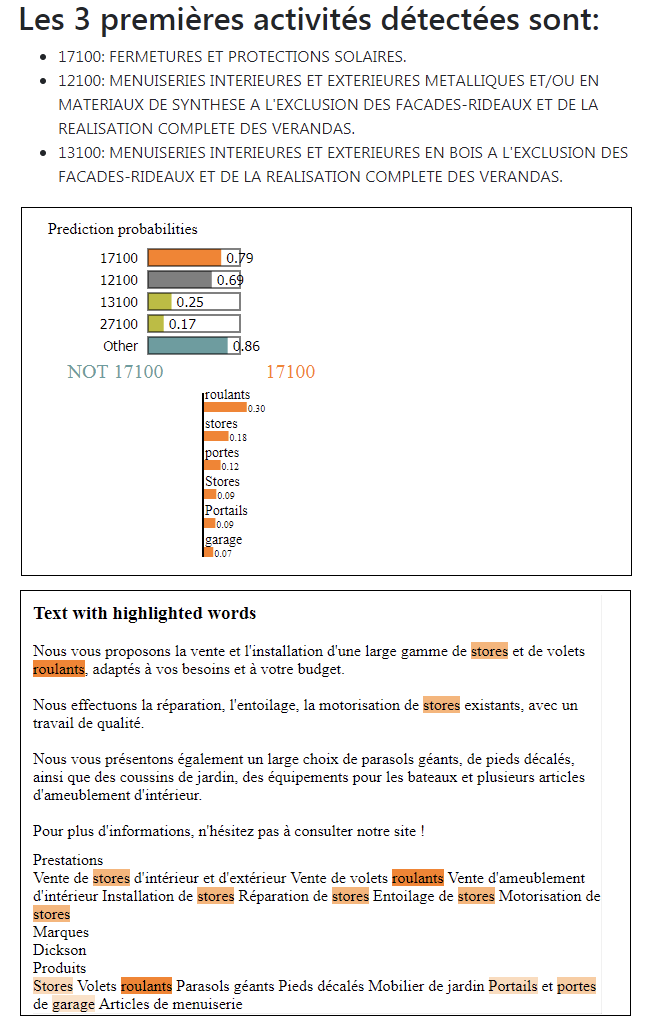 Les 3 premières activités détectées sont:
17100: FERMETURES ET PROTECTIONS SOLAIRES.
12100: MENUISERIES INTERIEURES ET EXTERIEURES METALLIQUES ET/OU EN
MATERIAUX DE SYNTHESE A L'EXCLUSION DES FACADES-RIDEAUX ET DE LA
REALISATION COMPLETE DES VERANDAS.
13100: MENUISERIES INTERIEURES ET EXTERIEURES EN BOIS A L'EXCLUSION DES
FACADES-RIDEAUX ET DE LA REALISATION COMPLETE DES VERANDAS.
Prediction probabilities
17100 0.79
12100 0.69
13100 0.25
27100 0.17
Other 0.86
NOT 17100 17100
roulants
0.30
stores
0.18
portes
0.12
Stores
0.09
Portails
0.09
garage
0.07
Text with highlighted words
Nous vous proposons la vente et l'installation d'une large gamme de stores et de volets
roulants, adaptés à vos besoins et à votre budget.
Nous effectuons la réparation, l'entoilage, la motorisation de stores existants, avec un
travail de qualité.
Nous vous présentons également un large choix de parasols géants, de pieds décalés,
ainsi que des coussins de jardin, des équipements pour les bateaux et plusieurs articles
d'ameublement d'intérieur.
Pour plus d'informations, n'hésitez pas à consulter notre site !
Prestations
Vente de stores d'intérieur et d'extérieur Vente de volets roulants Vente d'ameublement
d'intérieur Installation de stores Réparation de stores Entoilage de stores Motorisation de
stores
Marques
Dickson
Produits
Stores Volets roulants Parasols géants Pieds décalés Mobilier de jardin Portails et portes
de garage Articles de menuiserie